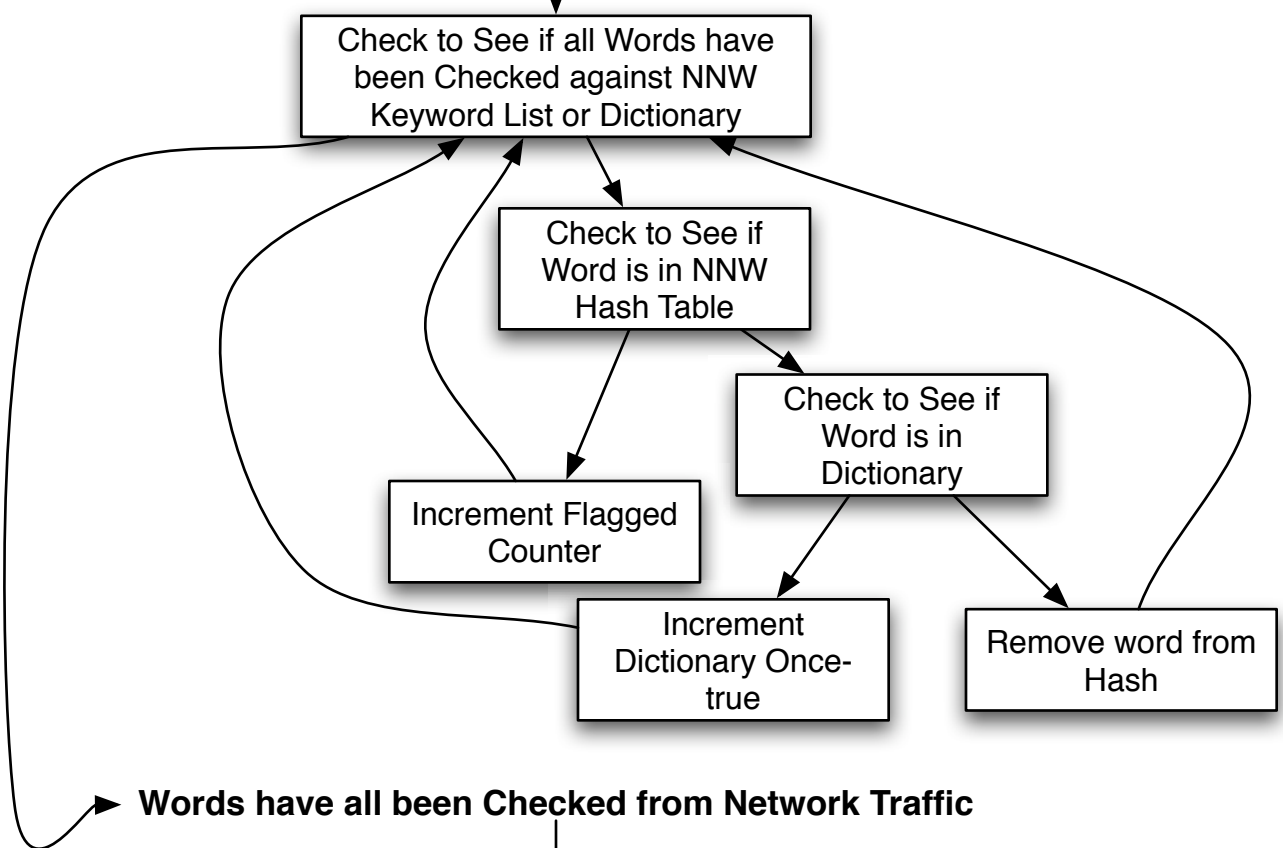 Check to See if all Words have
been Checked against NNW
Keyword List or Dictionary
Check to See if
Word is in NNW
Hash Table
Check to See if
Word is in
Dictionary
Increment Flagged
Counter
Increment
Dictionary Once-
true
Remove word from
Hash
Words have all been Checked from Network Traffic